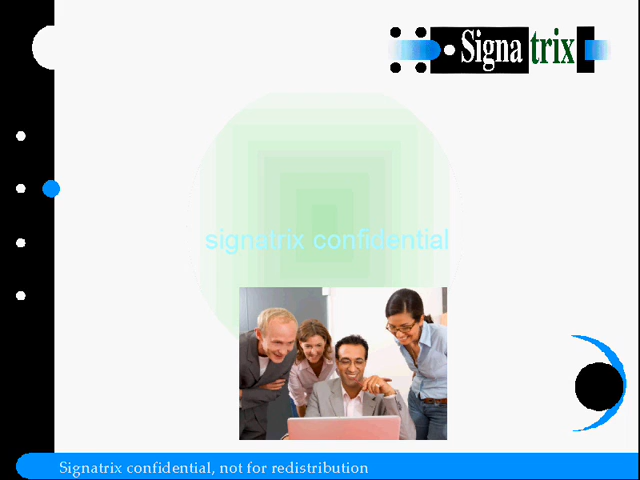 Signatrix
signatrix confidential
Signatrix confidential, not for redistribution